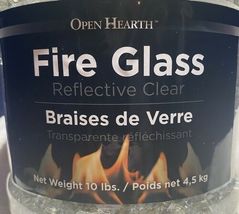 OPEN HEARTH™
Fire Glass
Reflective Clear
Braises de Verre
Transparente réfléchissant
Net Weight 10 lbs. / Poids net 4,5 kg